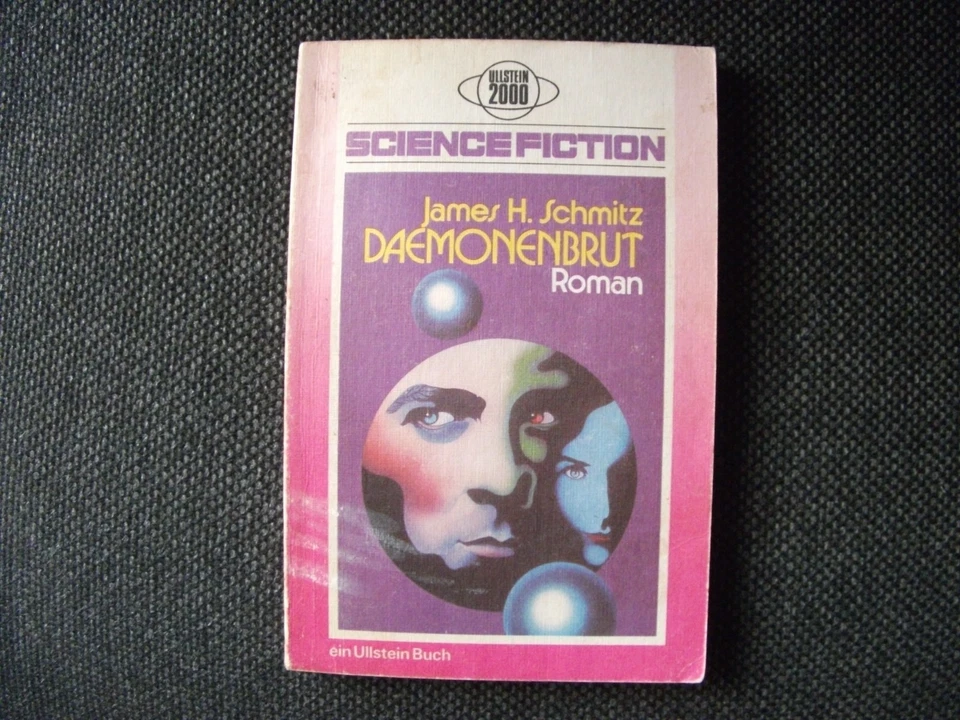 ULLSTEIN
2000
SCIENCE FICTION
James H. Schmitz
DAEMONENBRUT
Roman
ein Ullstein Buch